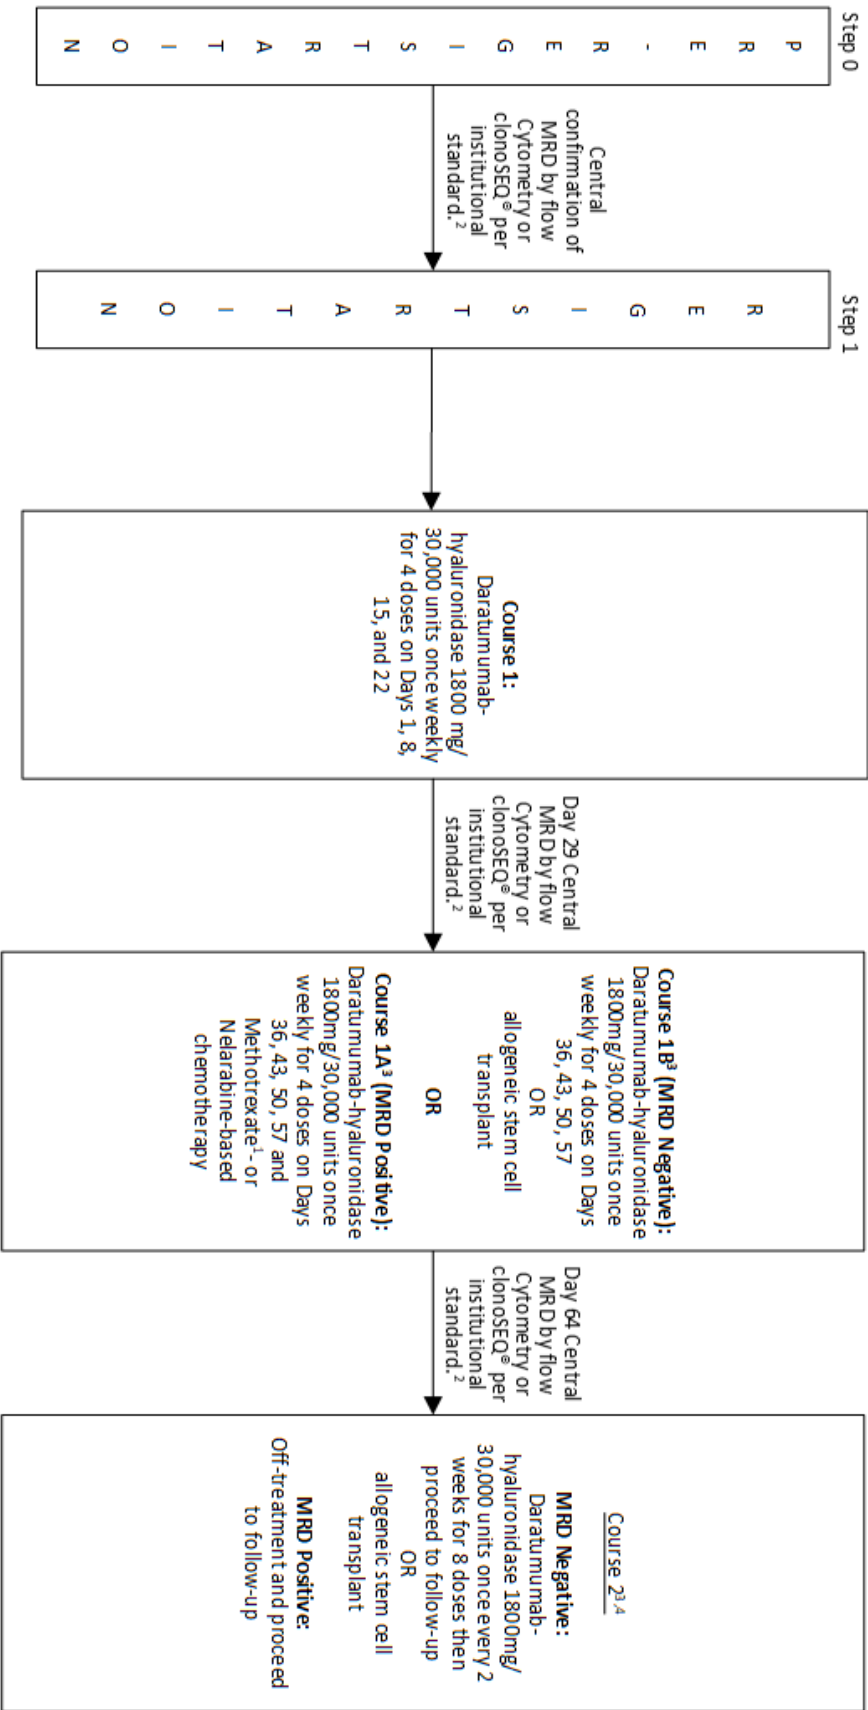 Step 0
P R E - R E G I S T R A T I O N
Central
confirmation of
MRD by flow
Cytometry or
clonoSEQ® per
institutional
standard.²
Step 1
R E G I S T R A T I O N
Course 1:
Daratumumab-
hyaluronidase 1800 mg/
30,000 units once weekly
for 4 doses on Days 1, 8,
15, and 22
Day 29 Central
MRD by flow
Cytometry or
clonoSEQ® per
institutional
standard.²
Course 1B³ (MRD Negative):
Daratumumab-hyaluronidase
1800mg/30,000 units once
weekly for 4 doses on Days
36, 43, 50, 57
OR
allogeneic stem cell
transplant
OR
Course 1A³ (MRD Positive):
Daratumumab-hyaluronidase
1800mg/30,000 units once
weekly for 4 doses on Days
36, 43, 50, 57 and
Methotrexate¹- or
Nelarabine-based
chemotherapy
Day 64 Central
MRD by flow
Cytometry or
clonoSEQ® per
institutional
standard.²
Course 2³,⁴
MRD Negative:
Daratumumab-
hyaluronidase 1800mg/
30,000 units once every 2
weeks for 8 doses then
proceed to follow-up
OR
allogeneic stem cell
transplant
MRD Positive:
Off-treatment and proceed
to follow-up